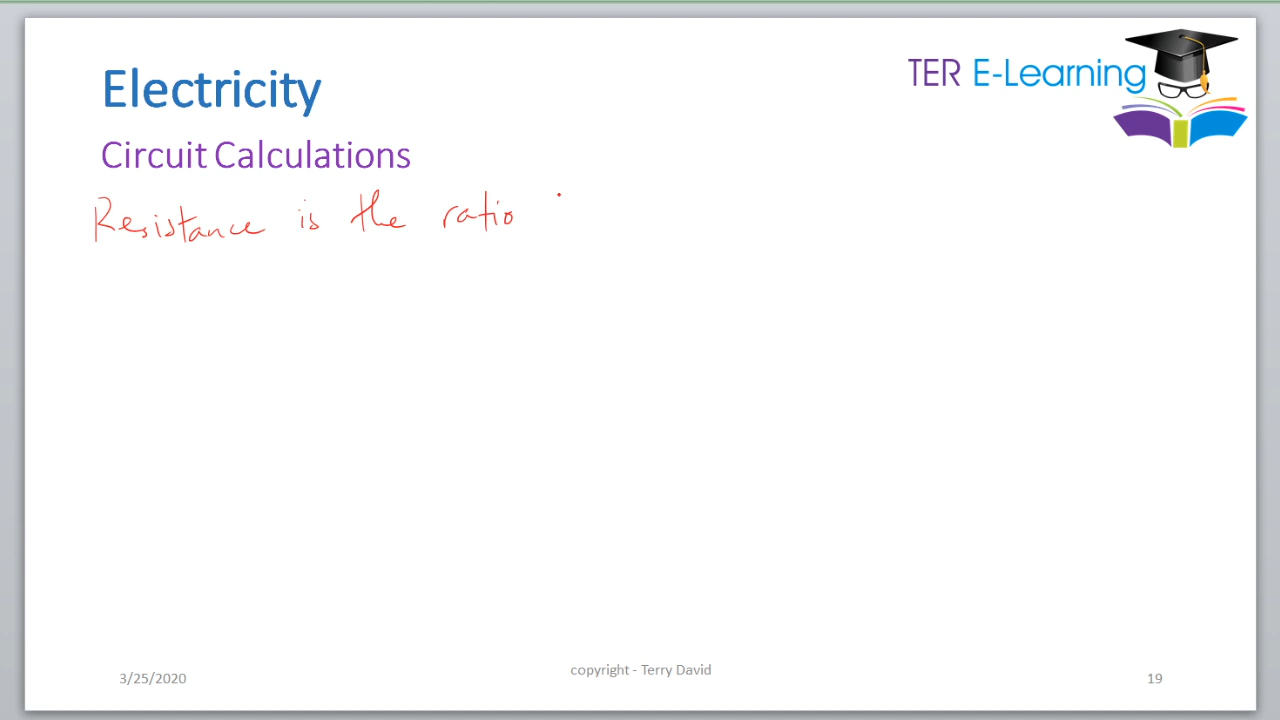 TER E-Learning
Electricity
Circuit Calculations
Resistance is the ratio
3/25/2020
copyright - Terry David
19